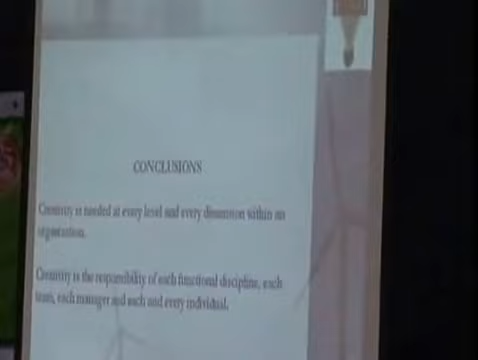 CONCLUSIONS
Creativity is needed at every level and every dimension within an
organization.
Creativity is the responsibility of each functional discipline, each
team, each manager and each and every individual.